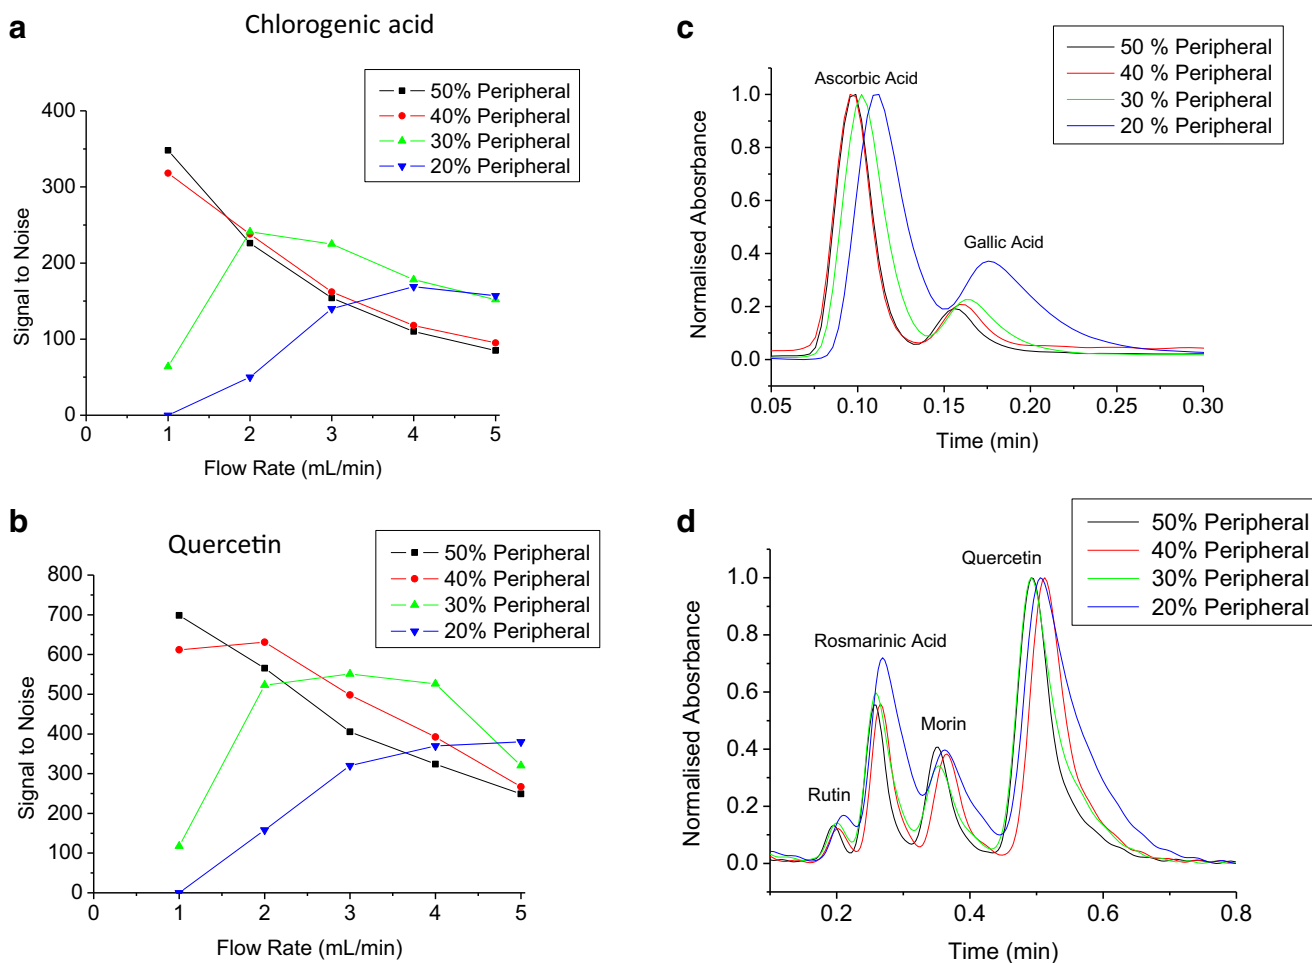 a
Chlorogenic acid
50% Peripheral
40% Peripheral
30% Peripheral
20% Peripheral
400
300
200
100
0
Signal to Noise
0 1 2 3 4 5
Flow Rate (mL/min)
b
Quercetin
50% Peripheral
40% Peripheral
30% Peripheral
20% Peripheral
800
700
600
500
400
300
200
100
0
Signal to Noise
0 1 2 3 4 5
Flow Rate (mL/min)
c
50 % Peripheral
40 % Peripheral
30 % Peripheral
20 % Peripheral
Ascorbic Acid
Gallic Acid
1.0
0.8
0.6
0.4
0.2
0.0
Normalised Abosrbance
0.05 0.10 0.15 0.20 0.25 0.30
Time (min)
d
50% Peripheral
40% Peripheral
30% Peripheral
20% Peripheral
Quercetin
Rosmarinic Acid
Morin
Rutin
1.0
0.8
0.6
0.4
0.2
0.0
Normalised Abosrbance
0.2 0.4 0.6 0.8
Time (min)